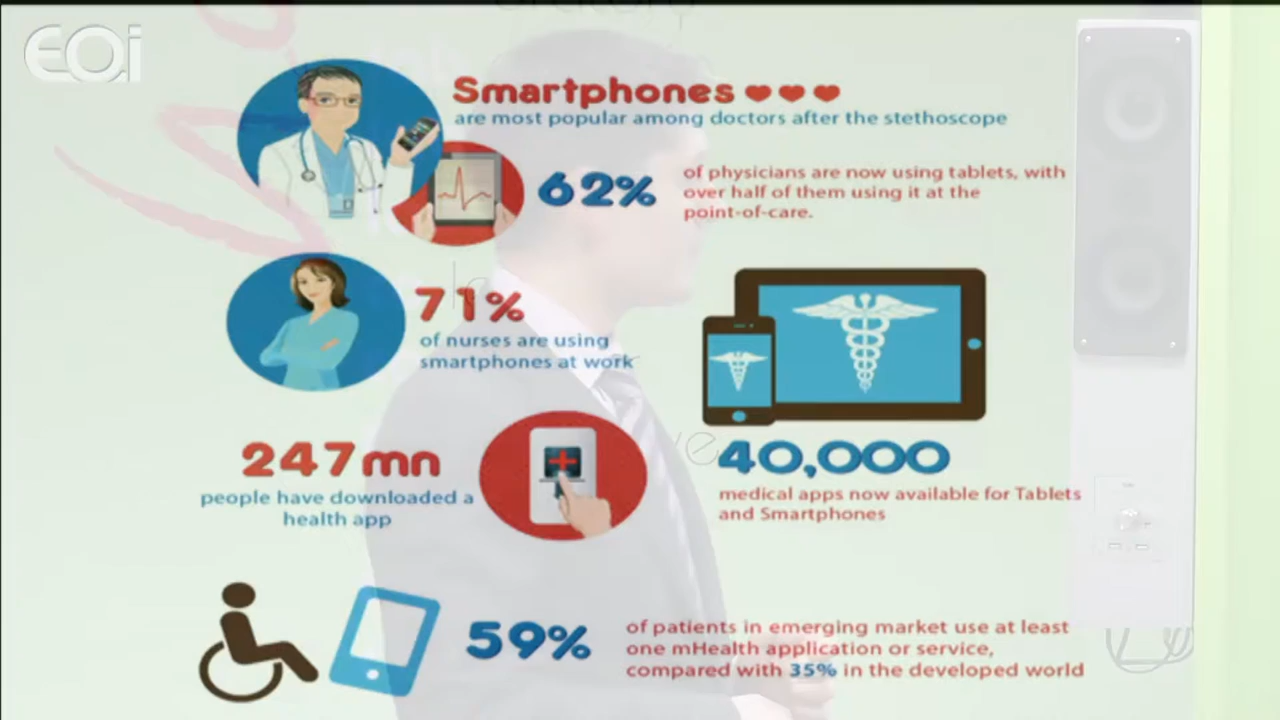 EQi
Smartphones
are most popular among doctors after the stethoscope
62%
of physicians are now using tablets, with
over half of them using it at the
point-of-care.
71%
of nurses are using
smartphones at work
247mn
people have downloaded a
health app
40,000
medical apps now available for Tablets
and Smartphones
59%
of patients in emerging market use at least
one mHealth application or service,
compared with 35% in the developed world